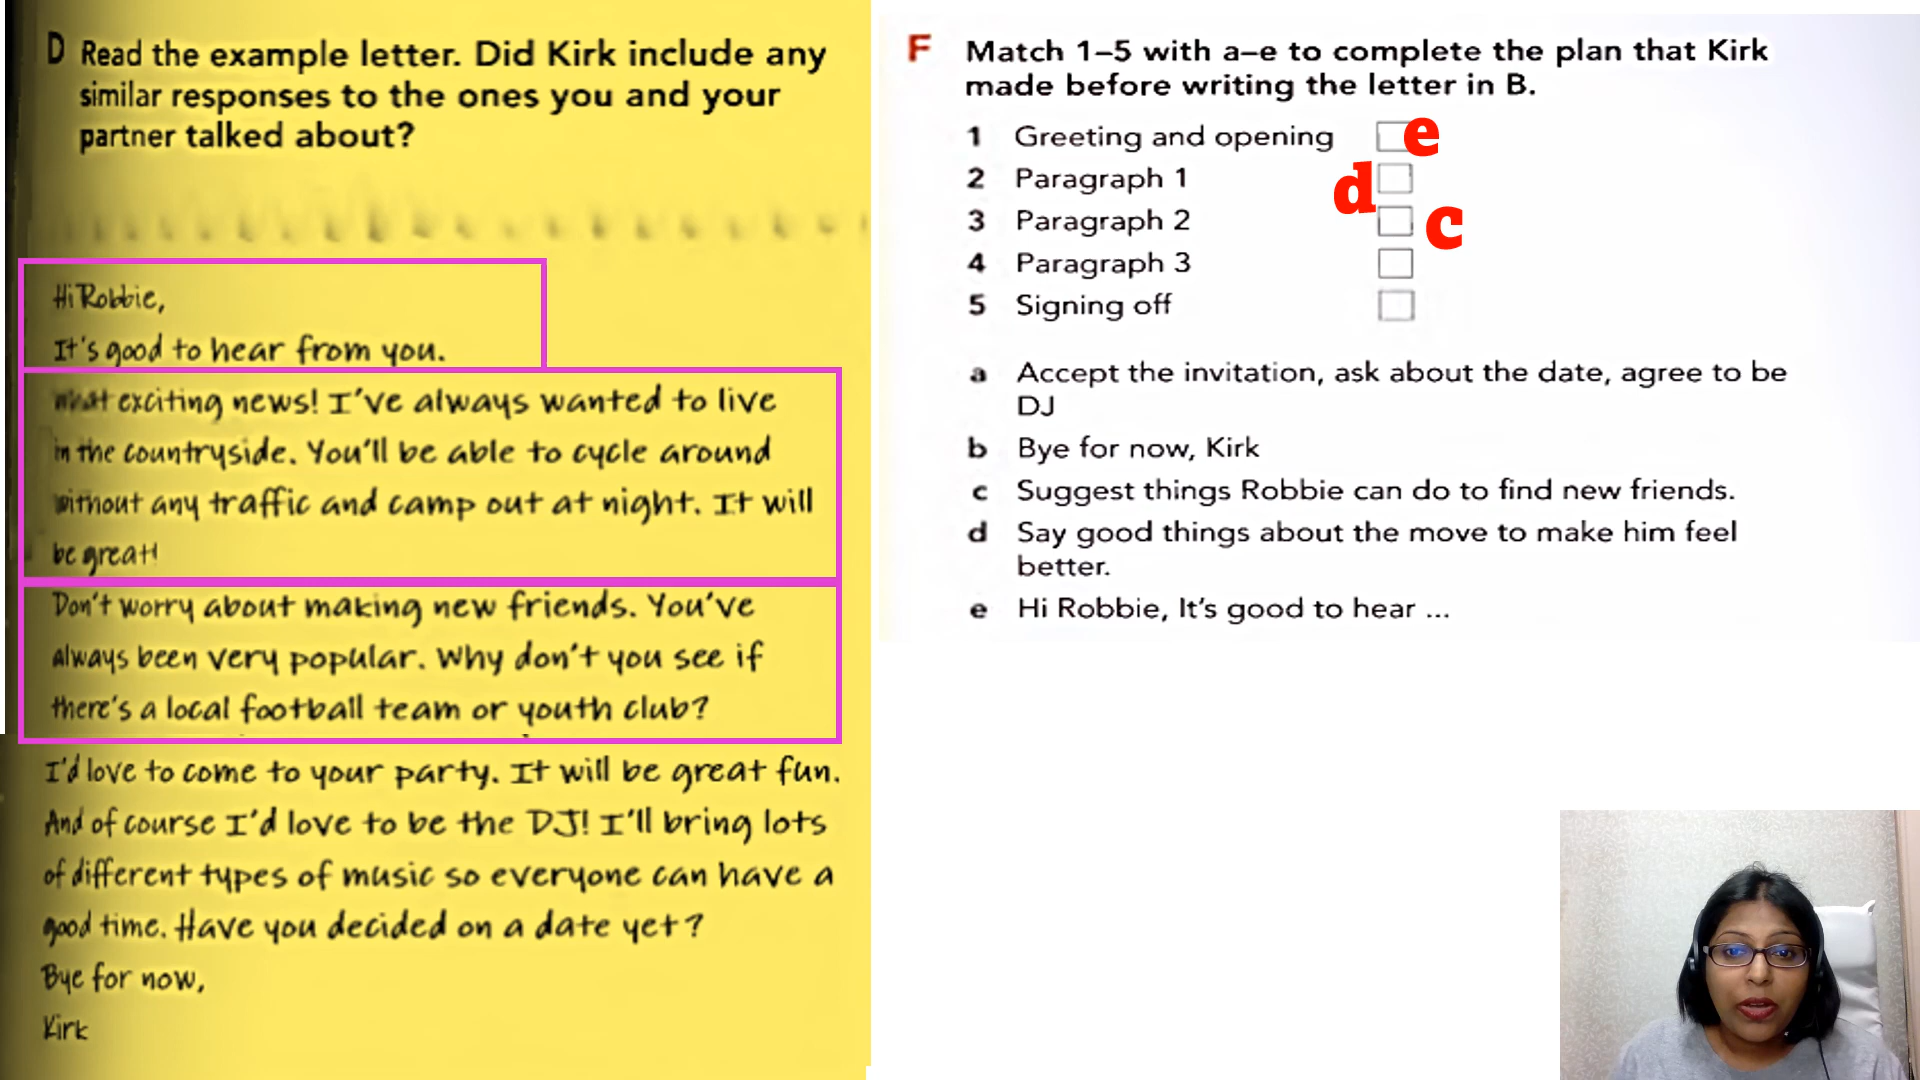 D Read the example letter. Did Kirk include any
similar responses to the ones you and your
partner talked about?
Hi Robbie,
It's good to hear from you.
What exciting news! I've always wanted to live
in the countryside. You'll be able to cycle around
without any traffic and camp out at night. It will
be great!
Don't worry about making new friends. You've
always been very popular. Why don't you see if
there's a local football team or youth club?
I'd love to come to your party. It will be great fun.
And of course I'd love to be the DJ! I'll bring lots
of different types of music so everyone can have a
good time. Have you decided on a date yet?
Bye for now,
Kirk
F Match 1–5 with a–e to complete the plan that Kirk
made before writing the letter in B.
1 Greeting and opening e
2 Paragraph 1 d
3 Paragraph 2 c
4 Paragraph 3
5 Signing off
a Accept the invitation, ask about the date, agree to be
DJ
b Bye for now, Kirk
c Suggest things Robbie can do to find new friends.
d Say good things about the move to make him feel
better.
e Hi Robbie, It's good to hear ...